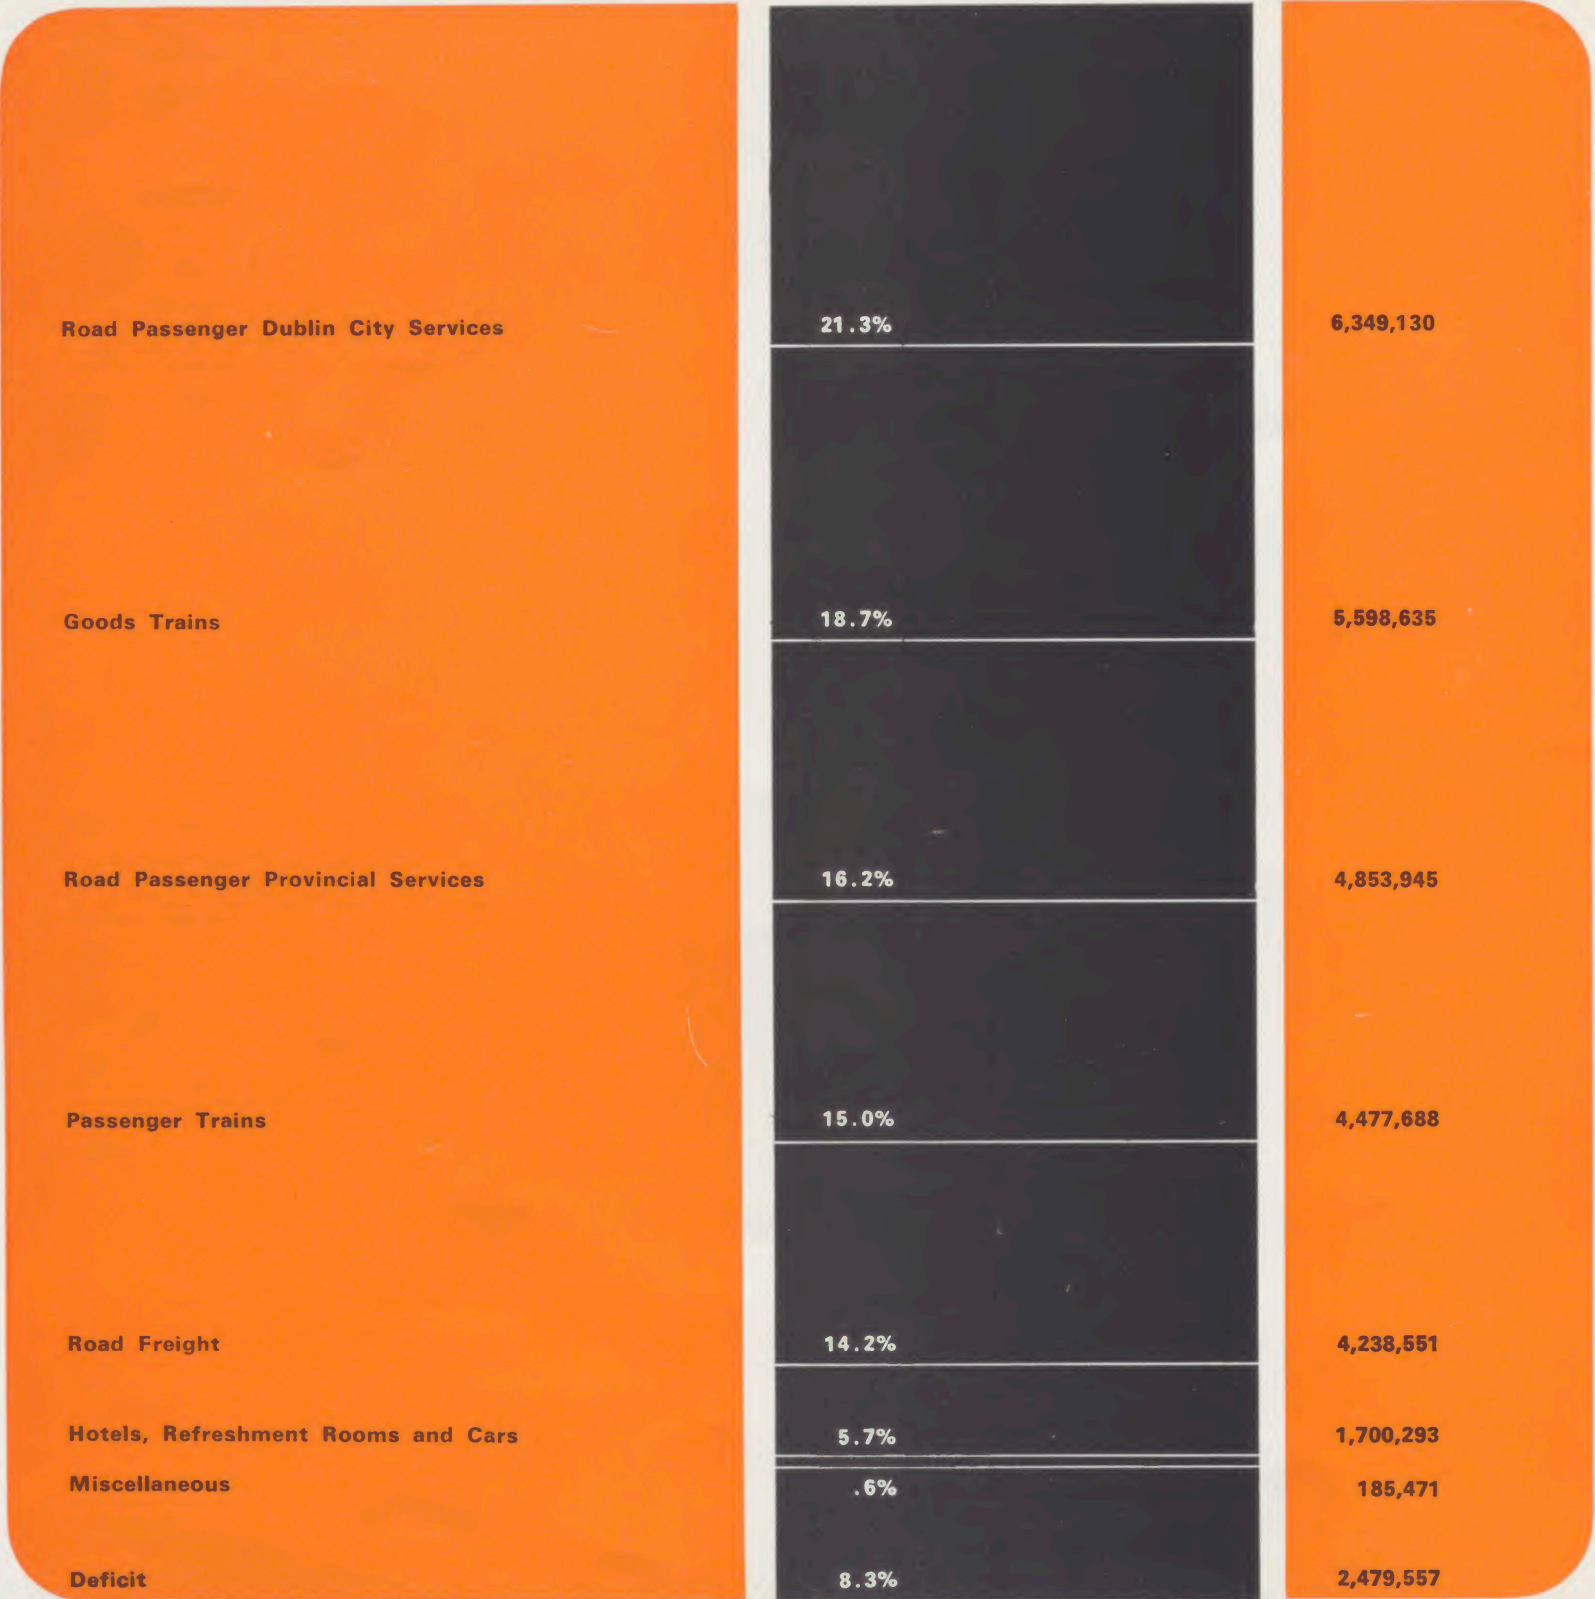 Road Passenger Dublin City Services 21.3% 6,349,130
Goods Trains 18.7% 5,598,635
Road Passenger Provincial Services 16.2% 4,853,945
Passenger Trains 15.0% 4,477,688
Road Freight 14.2% 4,238,551
Hotels, Refreshment Rooms and Cars 5.7% 1,700,293
Miscellaneous .6% 185,471
Deficit 8.3% 2,479,557